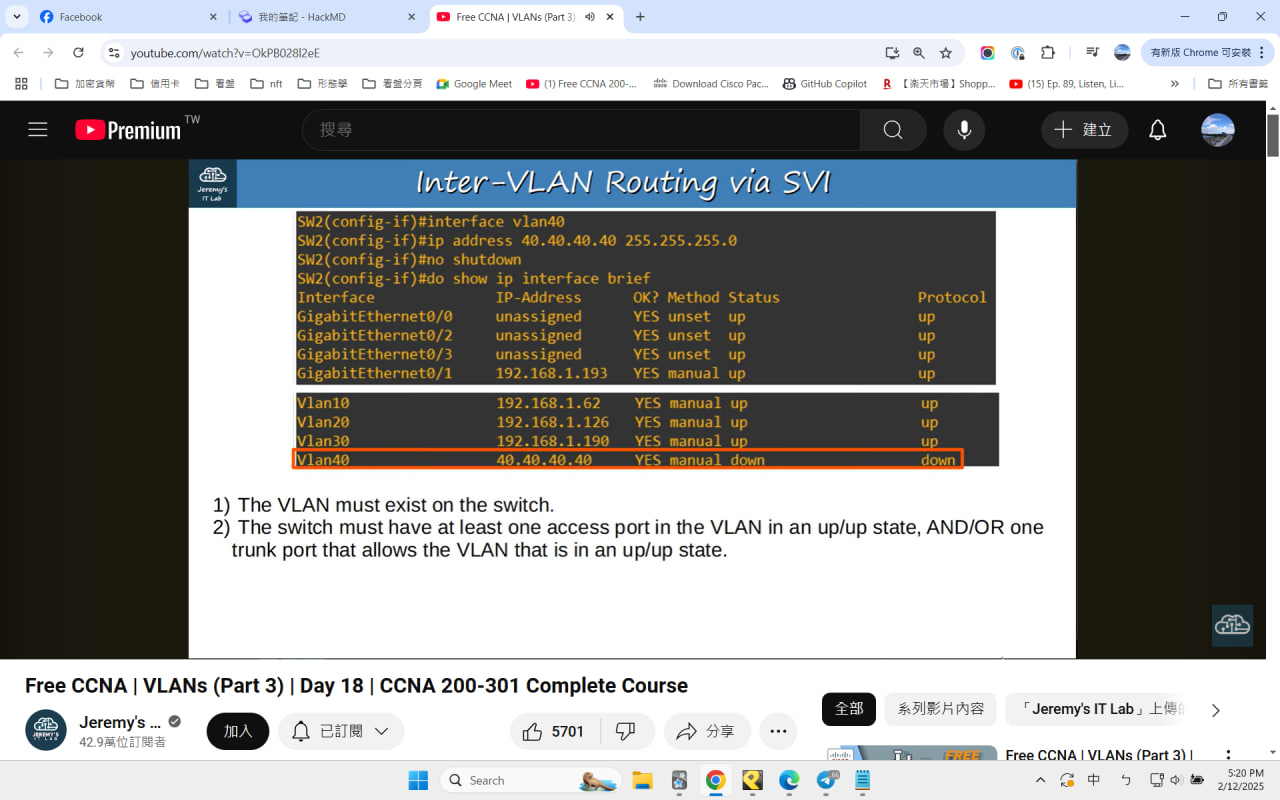 Facebook
我的筆記 - HackMD
Free CCNA | VLANs (Part 3)
youtube.com/watch?v=OkPB028l2eE
有新版 Chrome 可安裝
加密貨幣
信用卡
看盤
nft
形態學
看盤分頁
Google Meet
(1) Free CCNA 200-...
Download Cisco Pac...
GitHub Copilot
【楽天市場】Shopp...
(15) Ep. 89, Listen, Li...
»
所有書籤
Premium TW
搜尋
建立
Jeremy's
IT Lab
Inter-VLAN Routing via SVI
SW2(config-if)#interface vlan40
SW2(config-if)#ip address 40.40.40.40 255.255.255.0
SW2(config-if)#no shutdown
SW2(config-if)#do show ip interface brief
Interface IP-Address OK? Method Status Protocol
GigabitEthernet0/0 unassigned YES unset up up
GigabitEthernet0/2 unassigned YES unset up up
GigabitEthernet0/3 unassigned YES unset up up
GigabitEthernet0/1 192.168.1.193 YES manual up up
Vlan10 192.168.1.62 YES manual up up
Vlan20 192.168.1.126 YES manual up up
Vlan30 192.168.1.190 YES manual up up
Vlan40 40.40.40.40 YES manual down down
1) The VLAN must exist on the switch.
2) The switch must have at least one access port in the VLAN in an up/up state, AND/OR one
trunk port that allows the VLAN that is in an up/up state.
Free CCNA | VLANs (Part 3) | Day 18 | CCNA 200-301 Complete Course
Jeremy's ...
42.9萬位訂閱者
加入
已訂閱
5701
分享
全部
系列影片內容
「Jeremy's IT Lab」上傳的
FREE
Free CCNA | VLANs (Part 3) |
Search
中
ㄅ
5:20 PM
2/12/2025